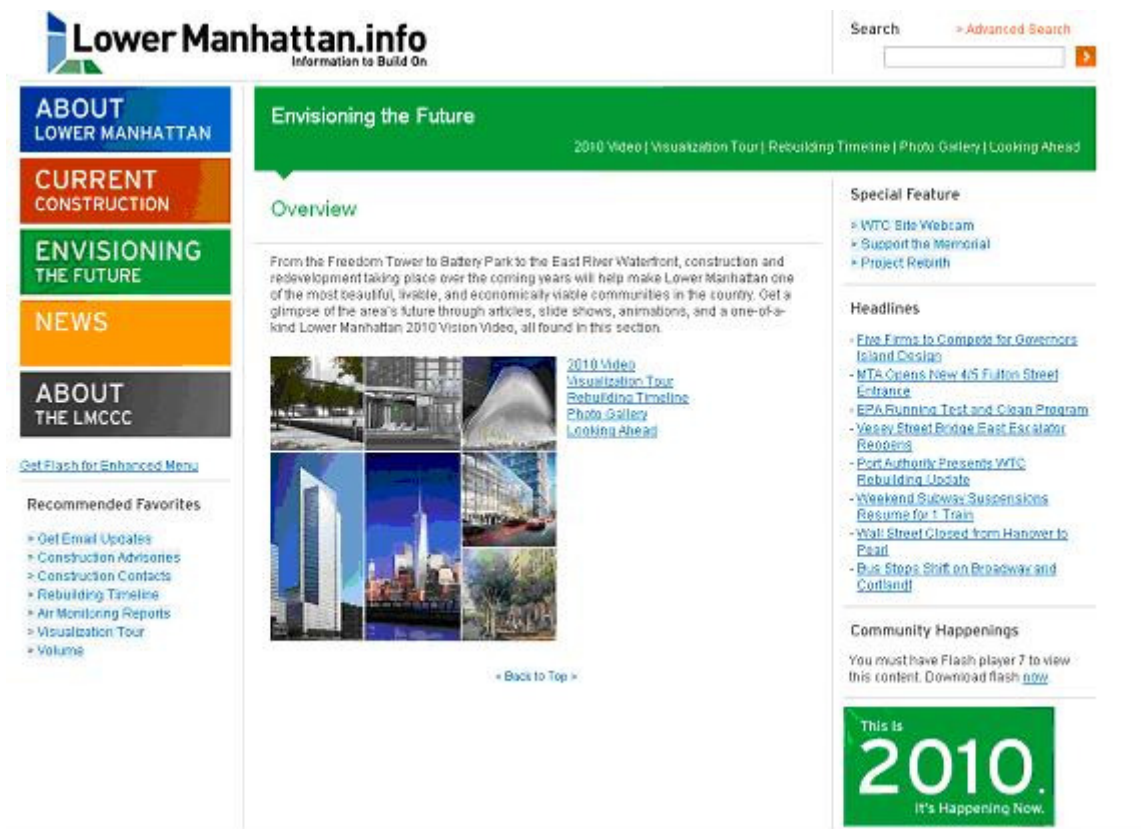 Lower Manhattan.info
Information to Build On
Search
» Advanced Search
ABOUT
LOWER MANHATTAN
CURRENT
CONSTRUCTION
ENVISIONING
THE FUTURE
NEWS
ABOUT
THE LMCCC
Get Flash for Enhanced Menu
Recommended Favorites
» Get Email Updates
» Construction Advisories
» Construction Contacts
» Rebuilding Timeline
» Air Monitoring Reports
» Visualization Tour
» Volume
Envisioning the Future
2010 Video | Visualization Tour | Rebuilding Timeline | Photo Gallery | Looking Ahead
Overview
From the Freedom Tower to Battery Park to the East River Waterfront, construction and
redevelopment taking place over the coming years will help make Lower Manhattan one
of the most beautiful, livable, and economically viable communities in the country. Get a
glimpse of the area's future through articles, slide shows, animations, and a one-of-a-
kind Lower Manhattan 2010 Vision Video, all found in this section.
2010 Video
Visualization Tour
Rebuilding Timeline
Photo Gallery
Looking Ahead
« Back to Top »
Special Feature
» WTC Site Webcam
» Support the Memorial
» Project Rebirth
Headlines
- Five Firms to Compete for Governors
Island Design
- MTA Opens New 4/5 Fulton Street
Entrance
- EPA Running Test and Clean Program
- Vesey Street Bridge East Escalator
Reopens
- Port Authority Presents WTC
Rebuilding Update
- Weekend Subway Suspensions
Resume for 1 Train
- Wall Street Closed from Hanover to
Pearl
- Bus Stops Shift on Broadway and
Cortlandt
Community Happenings
You must have Flash player 7 to view
this content. Download flash now
This Is
2010.
It's Happening Now.